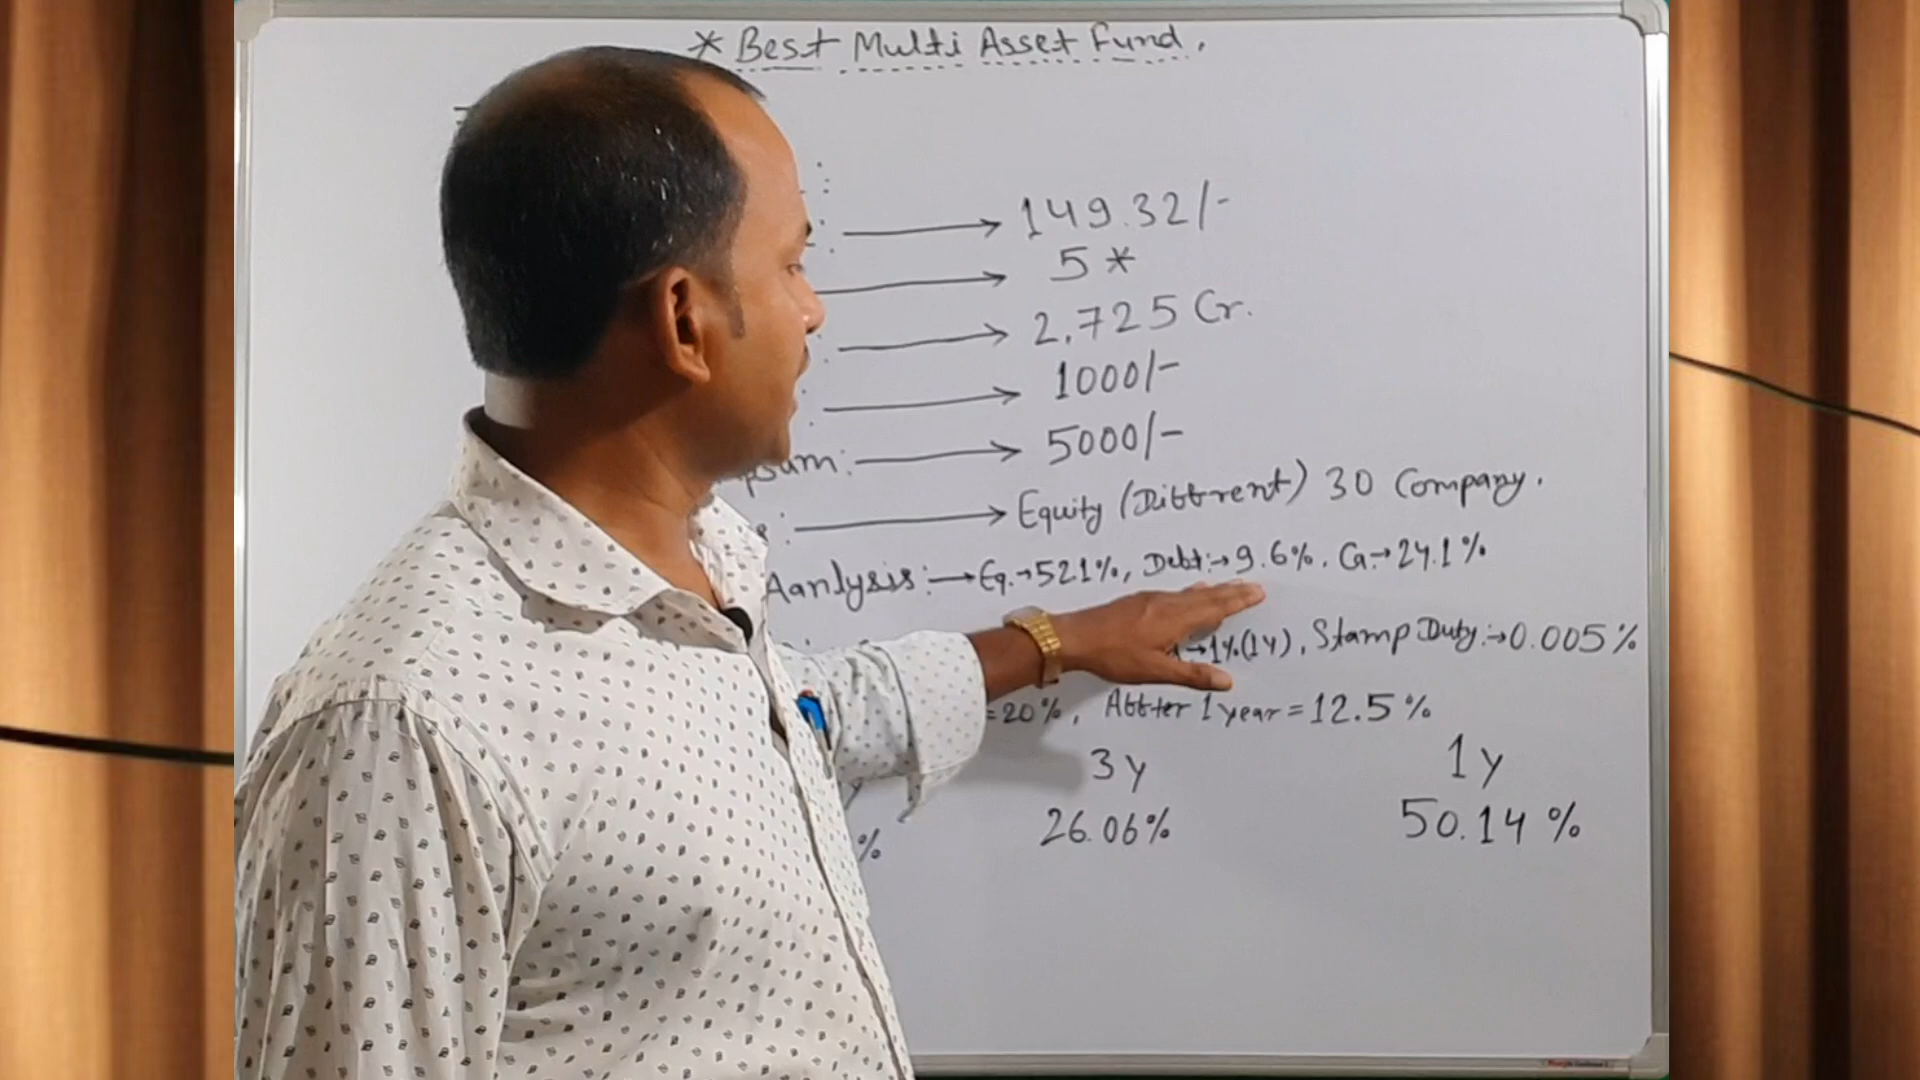 * Best Multi Asset Fund.
149.32/-
5 *
2,725 Cr.
1000/-
5000/-
Equity (Diffrent) 30 Company.
Aanlysis: → Eq. → 52.1%, Debt: → 9.6%. Ca → 24.1%
→ 1% (1Y), Stamp Duty: → 0.005%
= 20%, After 1 year = 12.5%
3y 1y
% 26.06% 50.14%